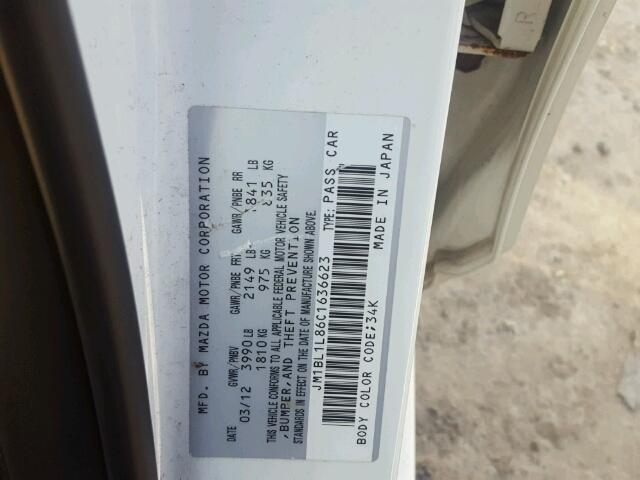 MFD. BY MAZDA MOTOR CORPORATION
DATE GVWR/PNBV GAWR/PNBE FRT GAWR/PNBE RR
03/12 3990 LB 2149 LB 1841 LB
1810 KG 975 KG 835 KG
THIS VEHICLE CONFORMS TO ALL APPLICABLE FEDERAL MOTOR VEHICLE SAFETY
, BUMPER, AND THEFT PREVENTION
STANDARDS IN EFFECT ON THE DATE OF MANUFACTURE SHOWN ABOVE.
JM1BL1L86C1636623 TYPE: PASS CAR
BODY COLOR CODE;34K MADE IN JAPAN
R